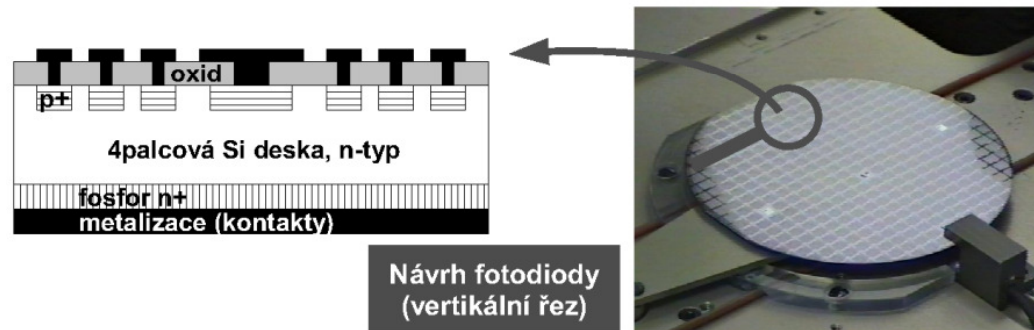 oxid
p+
4palcová Si deska, n-typ
fosfor n+
metalizace (kontakty)
Návrh fotodiody
(vertikální řez)